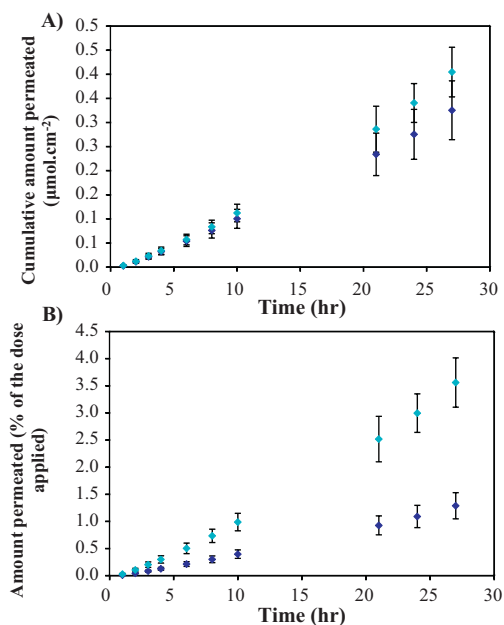 A)
0.5
0.4
0.4
0.3
0.3
0.2
0.2
0.1
0.1
0.0
Cumulative amount permeated
(µmol.cm-2)
0 5 10 15 20 25 30
Time (hr)
B)
4.5
4.0
3.5
3.0
2.5
2.0
1.5
1.0
0.5
0.0
Amount permeated (% of the dose
applied)
0 5 10 15 20 25 30
Time (hr)